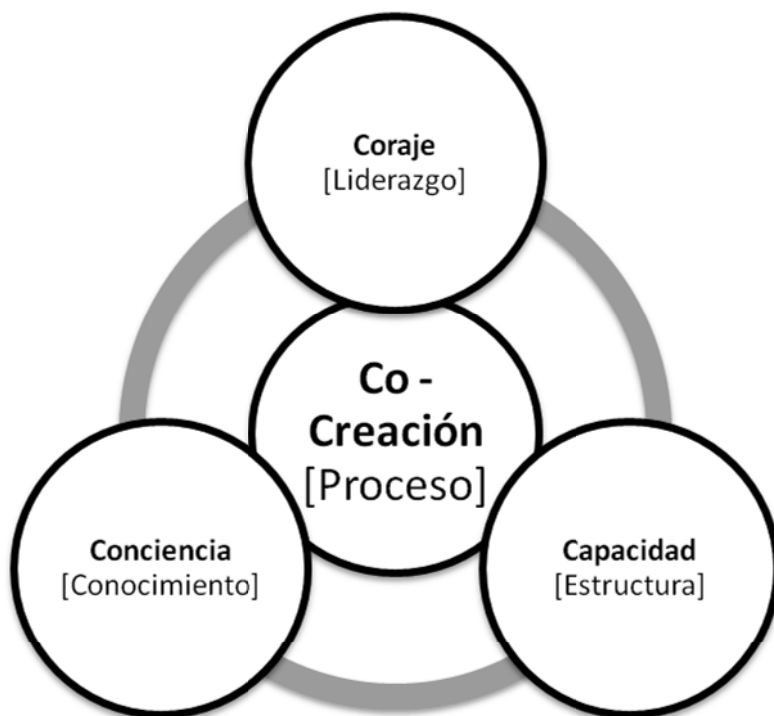 Coraje
[Liderazgo]
Co -
Creación
[Proceso]
Conciencia
[Conocimiento]
Capacidad
[Estructura]